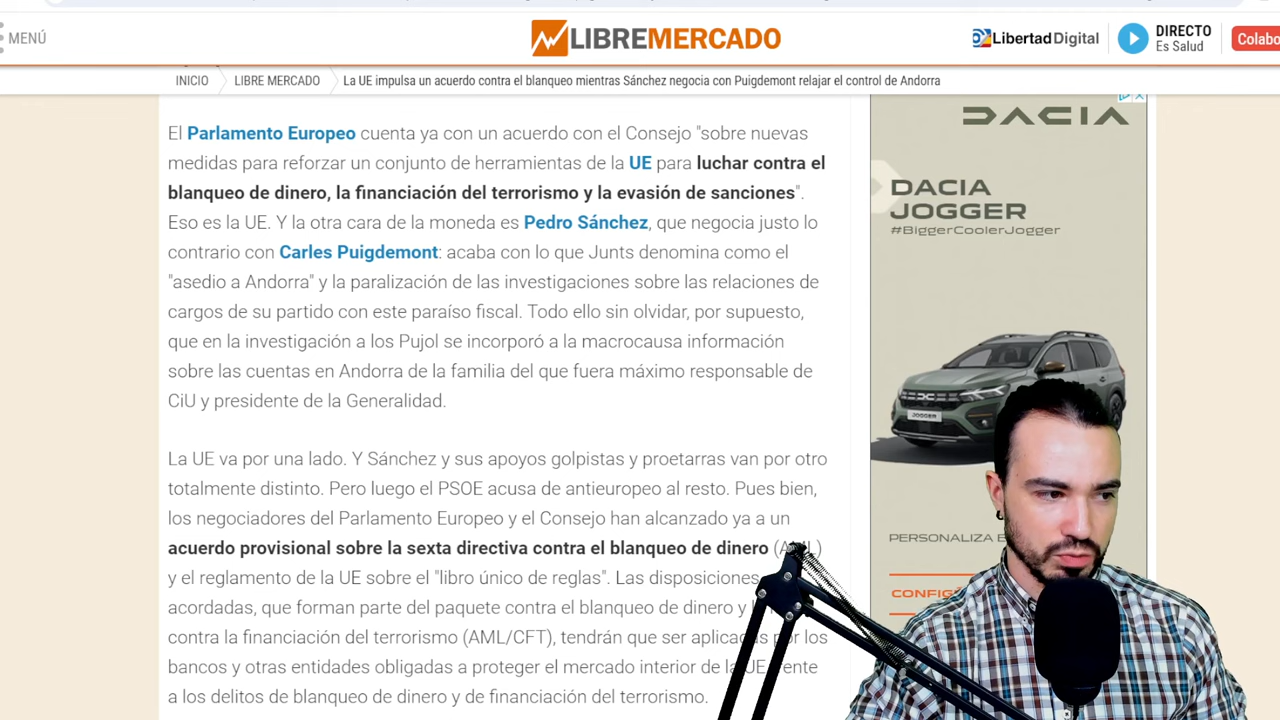 MENÚ
LIBREMERCADO
LibertadDigital
DIRECTO
Es Salud
Colabo
INICIO
LIBRE MERCADO
La UE impulsa un acuerdo contra el blanqueo mientras Sánchez negocia con Puigdemont relajar el control de Andorra
El Parlamento Europeo cuenta ya con un acuerdo con el Consejo "sobre nuevas
medidas para reforzar un conjunto de herramientas de la UE para luchar contra el
blanqueo de dinero, la financiación del terrorismo y la evasión de sanciones".
Eso es la UE. Y la otra cara de la moneda es Pedro Sánchez, que negocia justo lo
contrario con Carles Puigdemont: acaba con lo que Junts denomina como el
"asedio a Andorra" y la paralización de las investigaciones sobre las relaciones de
cargos de su partido con este paraíso fiscal. Todo ello sin olvidar, por supuesto,
que en la investigación a los Pujol se incorporó a la macrocausa información
sobre las cuentas en Andorra de la familia del que fuera máximo responsable de
CiU y presidente de la Generalidad.
La UE va por una lado. Y Sánchez y sus apoyos golpistas y proetarras van por otro
totalmente distinto. Pero luego el PSOE acusa de antieuropeo al resto. Pues bien,
los negociadores del Parlamento Europeo y el Consejo han alcanzado ya a un
acuerdo provisional sobre la sexta directiva contra el blanqueo de dinero (AML)
y el reglamento de la UE sobre el "libro único de reglas". Las disposiciones
acordadas, que forman parte del paquete contra el blanqueo de dinero y
contra la financiación del terrorismo (AML/CFT), tendrán que ser aplicadas por los
bancos y otras entidades obligadas a proteger el mercado interior de la UE frente
a los delitos de blanqueo de dinero y de financiación del terrorismo.
DACIA
DACIA
JOGGER
#BiggerCoolerJogger
JOGGER
PERSONALIZA
CONFIG